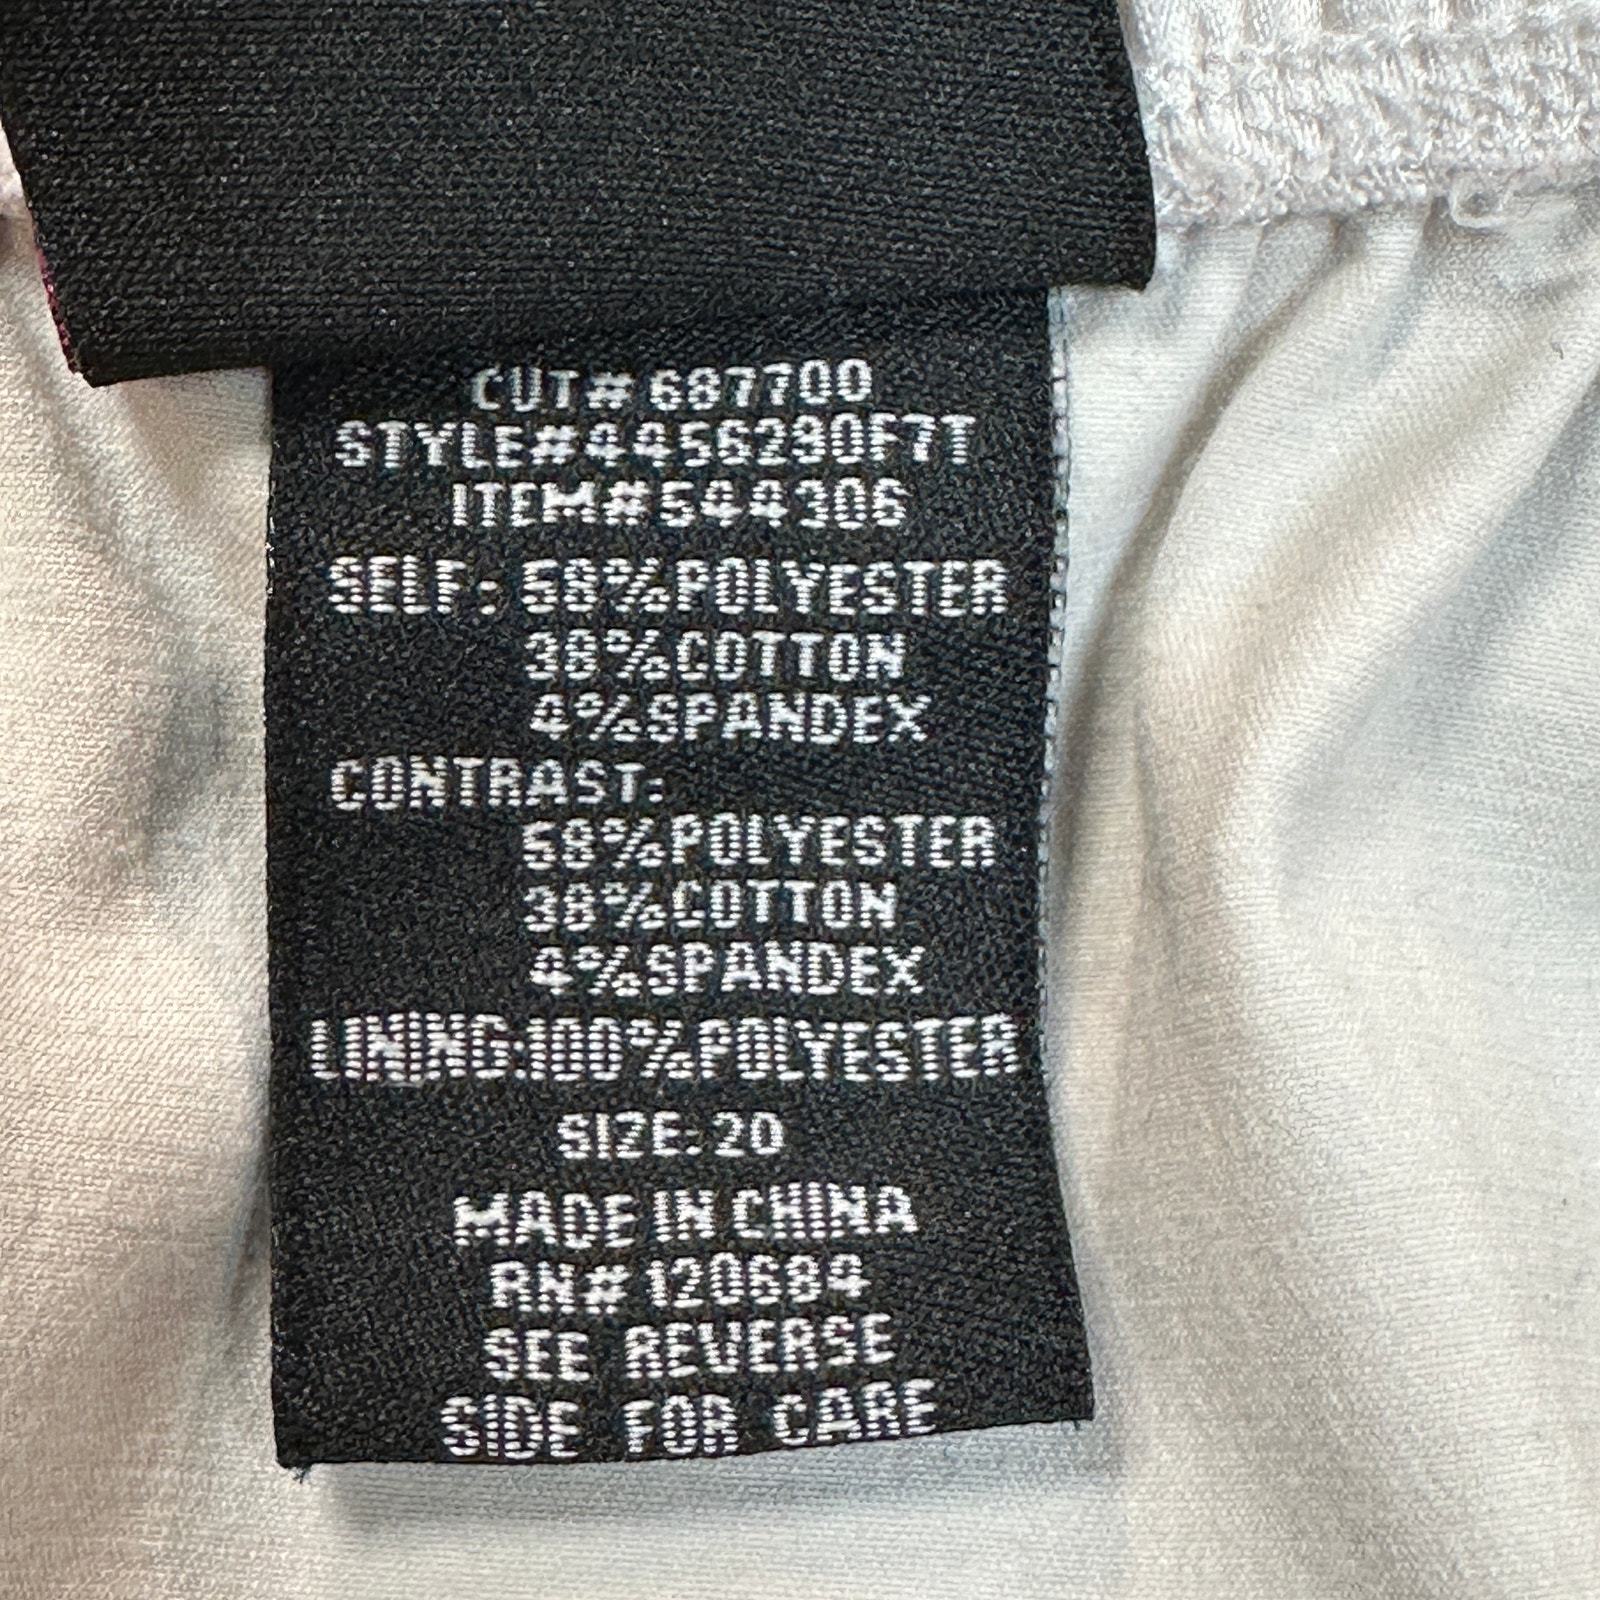 CUT# 687700
STYLE#4456230F7T
ITEM#544306
SELF: 58%POLYESTER
38%COTTON
4%SPANDEX
CONTRAST:
58%POLYESTER
38%COTTON
4%SPANDEX
LINING:100%POLYESTER
SIZE:20
MADE IN CHINA
RN# 120684
SEE REVERSE
SIDE FOR CARE